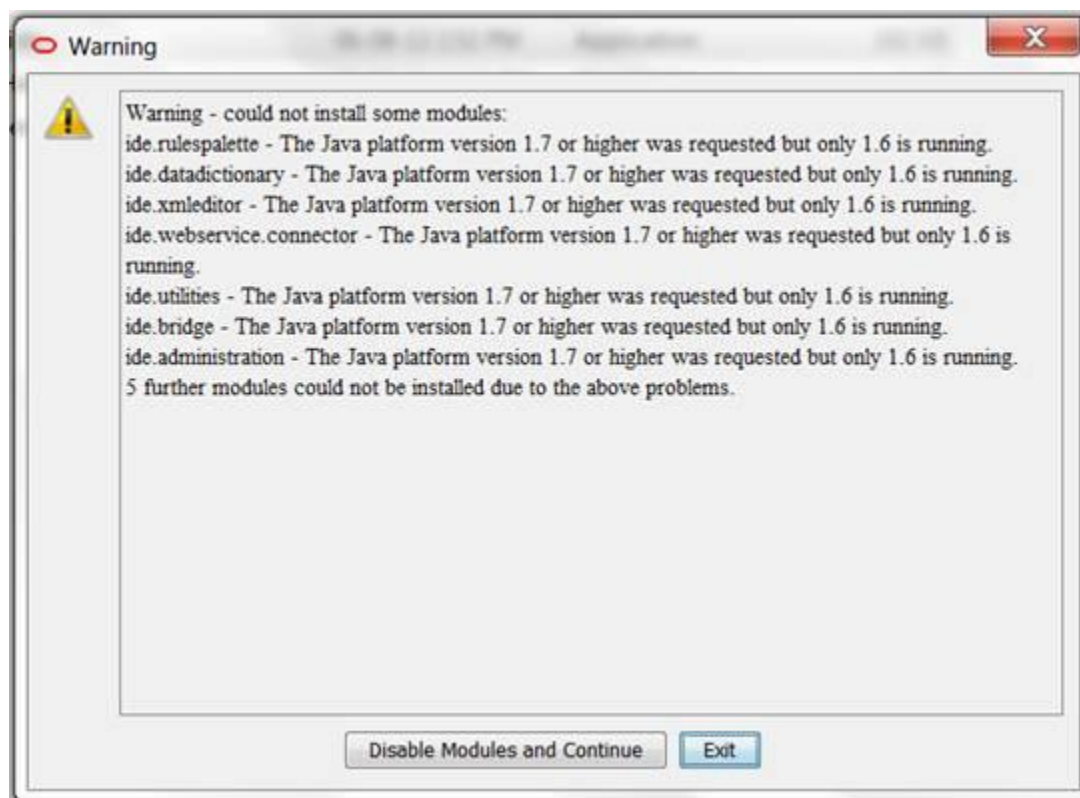 Warning
Warning - could not install some modules:
ide.rulespalette - The Java platform version 1.7 or higher was requested but only 1.6 is running.
ide.datadictionary - The Java platform version 1.7 or higher was requested but only 1.6 is running.
ide.xmleditor - The Java platform version 1.7 or higher was requested but only 1.6 is running.
ide.webservice.connector - The Java platform version 1.7 or higher was requested but only 1.6 is
running.
ide.utilities - The Java platform version 1.7 or higher was requested but only 1.6 is running.
ide.bridge - The Java platform version 1.7 or higher was requested but only 1.6 is running.
ide.administration - The Java platform version 1.7 or higher was requested but only 1.6 is running.
5 further modules could not be installed due to the above problems.
Disable Modules and Continue
Exit